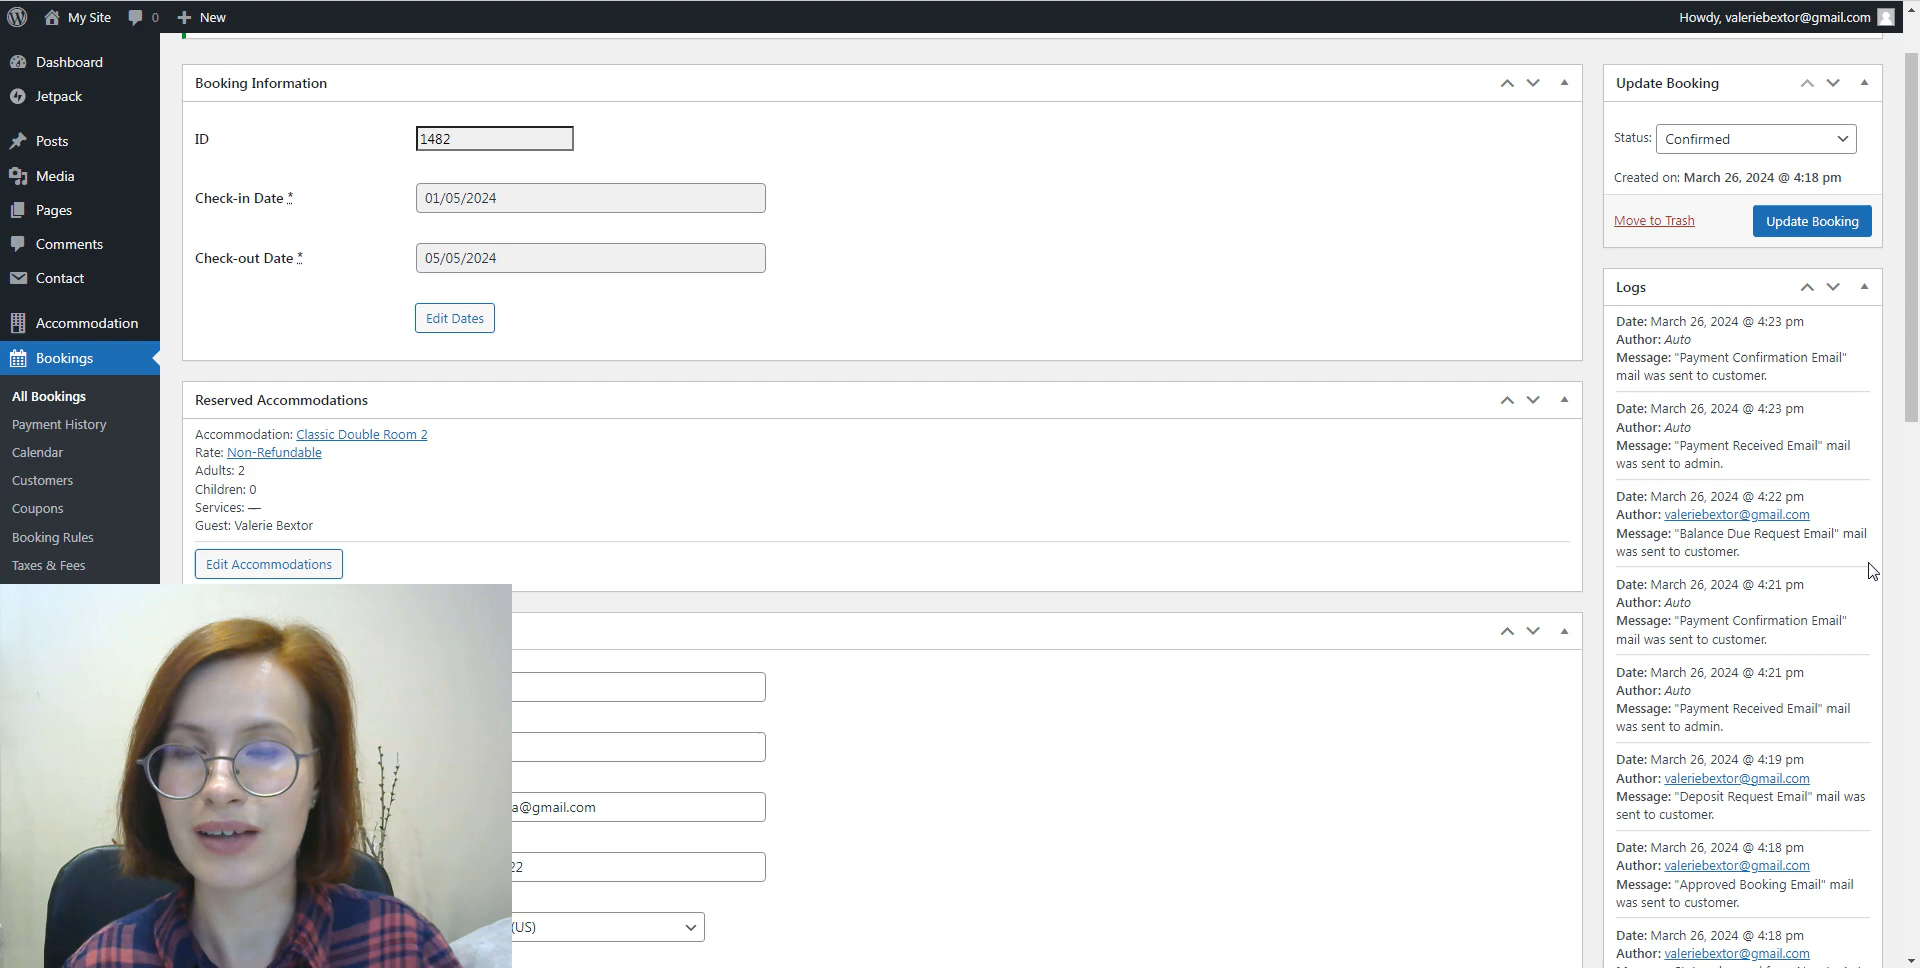 My Site
0
New
Howdy, valeriebextor@gmail.com
Dashboard
Jetpack
Posts
Media
Pages
Comments
Contact
Accommodation
Bookings
All Bookings
Payment History
Calendar
Customers
Coupons
Booking Rules
Taxes & Fees
Booking Information
ID
1482
Check-in Date *
01/05/2024
Check-out Date *
05/05/2024
Edit Dates
Reserved Accommodations
Accommodation: Classic Double Room 2
Rate: Non-Refundable
Adults: 2
Children: 0
Services: —
Guest: Valerie Bextor
Edit Accommodations
a@gmail.com
22
(US)
Update Booking
Status:
Confirmed
Created on: March 26, 2024 @ 4:18 pm
Move to Trash
Update Booking
Logs
Date: March 26, 2024 @ 4:23 pm
Author: Auto
Message: "Payment Confirmation Email"
mail was sent to customer.
Date: March 26, 2024 @ 4:23 pm
Author: Auto
Message: "Payment Received Email" mail
was sent to admin.
Date: March 26, 2024 @ 4:22 pm
Author: valeriebextor@gmail.com
Message: "Balance Due Request Email" mail
was sent to customer.
Date: March 26, 2024 @ 4:21 pm
Author: Auto
Message: "Payment Confirmation Email"
mail was sent to customer.
Date: March 26, 2024 @ 4:21 pm
Author: Auto
Message: "Payment Received Email" mail
was sent to admin.
Date: March 26, 2024 @ 4:19 pm
Author: valeriebextor@gmail.com
Message: "Deposit Request Email" mail was
sent to customer.
Date: March 26, 2024 @ 4:18 pm
Author: valeriebextor@gmail.com
Message: "Approved Booking Email" mail
was sent to customer.
Date: March 26, 2024 @ 4:18 pm
Author: valeriebextor@gmail.com